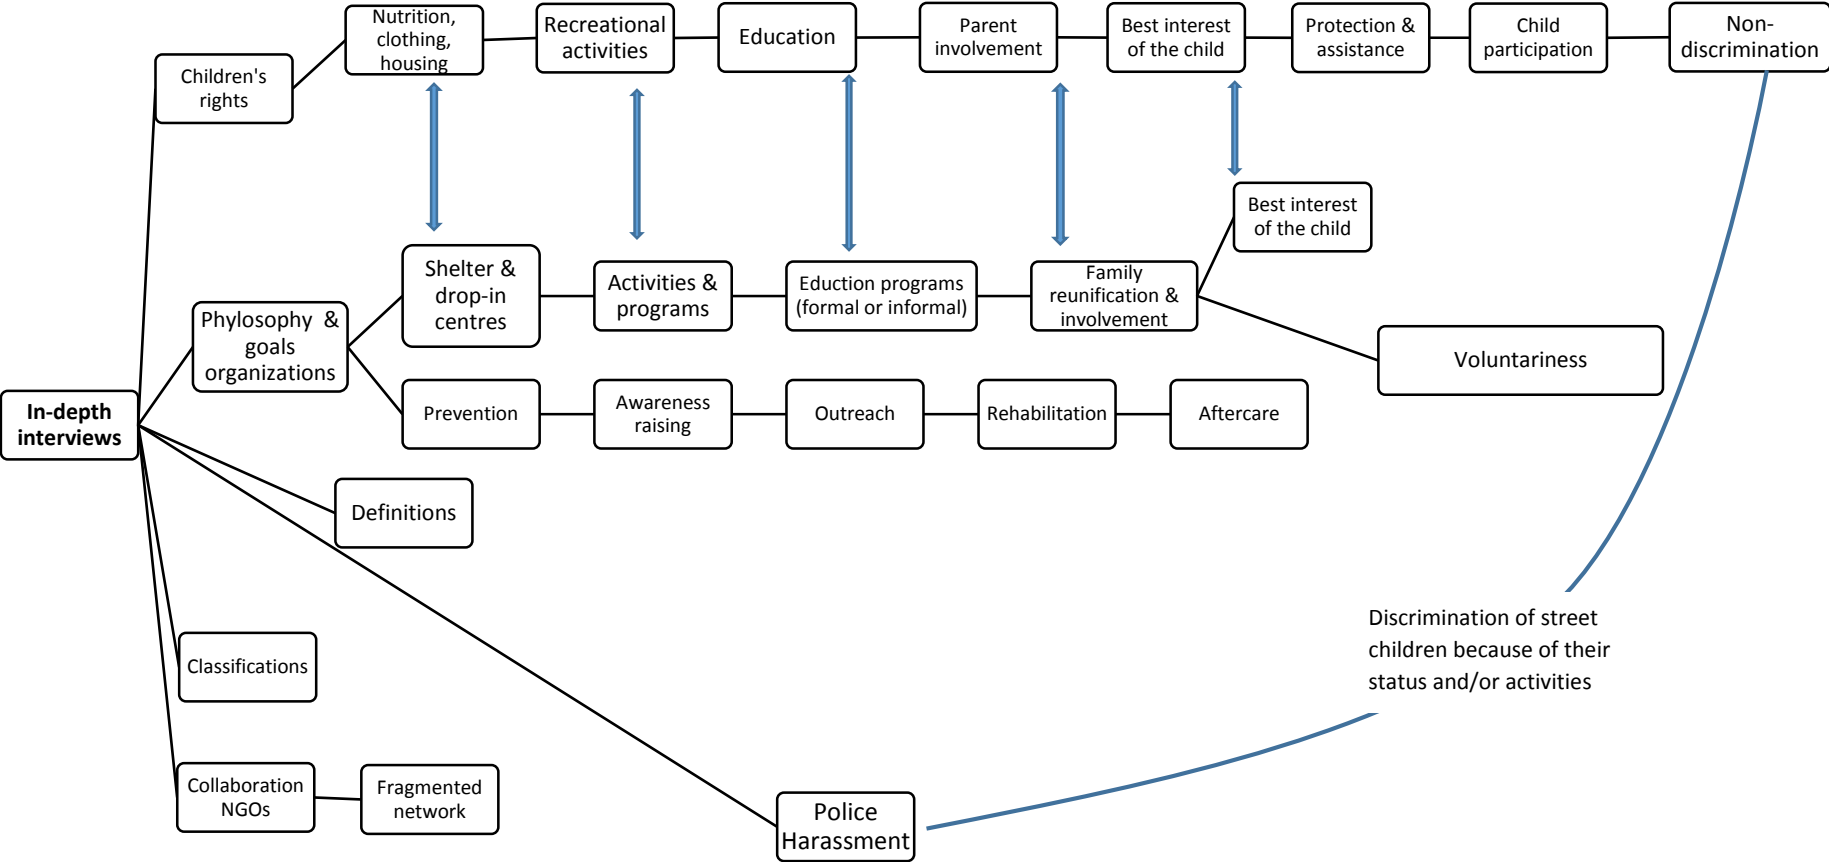 Nutrition,
clothing,
housing
Recreational
activities
Education
Parent
involvement
Best interest
of the child
Protection &
assistance
Child
participation
Non-
discrimination
Children's
rights
Best interest
of the child
Shelter &
drop-in
centres
Activities &
programs
Eduction programs
(formal or informal)
Family
reunification &
involvement
Phylosophy &
goals
organizations
Voluntariness
Prevention
Awareness
raising
Outreach
Rehabilitation
Aftercare
In-depth
interviews
Definitions
Discrimination of street
children because of their
status and/or activities
Classifications
Collaboration
NGOs
Fragmented
network
Police
Harassment